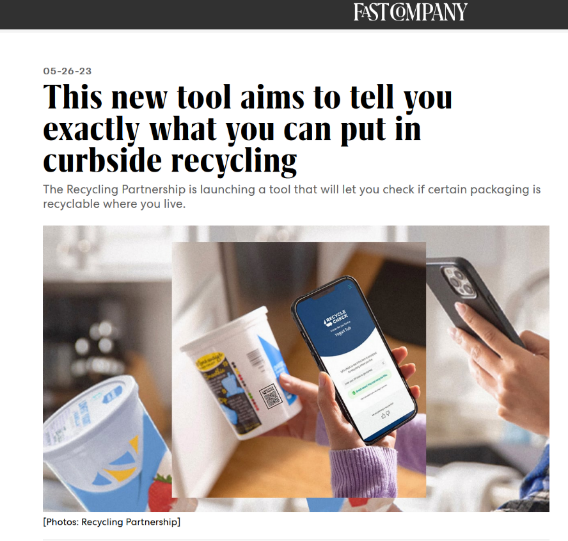 FAST COMPANY
05-26-23
This new tool aims to tell you
exactly what you can put in
curbside recycling
The Recycling Partnership is launching a tool that will let you check if certain packaging is
recyclable where you live.
RECYCLE
CHECK
Yogurt Tub
[Photos: Recycling Partnership]